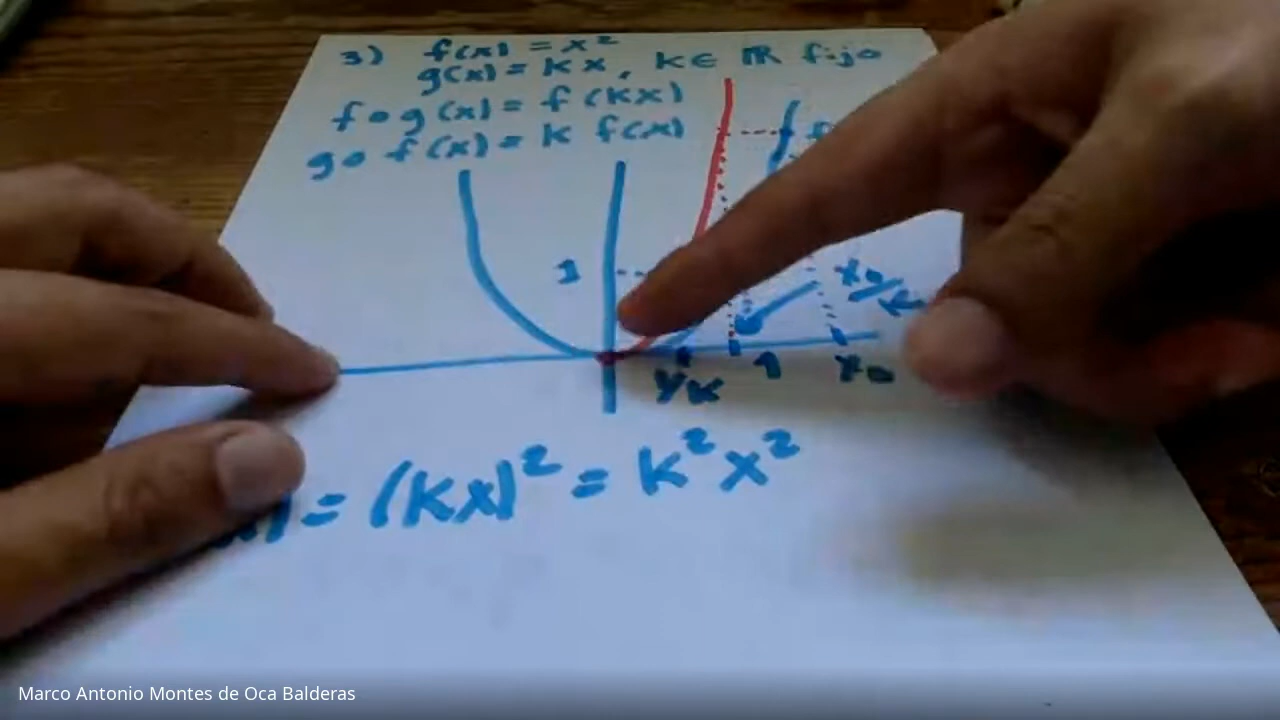 3) f(x) = x²
g(x) = kx, k∈ℝ fijo
f∘g(x) = f(kx)
g∘f(x) = k f(x)
1
x₀/k
1/k
1
x₀
= (kx)² = k²x²
Marco Antonio Montes de Oca Balderas